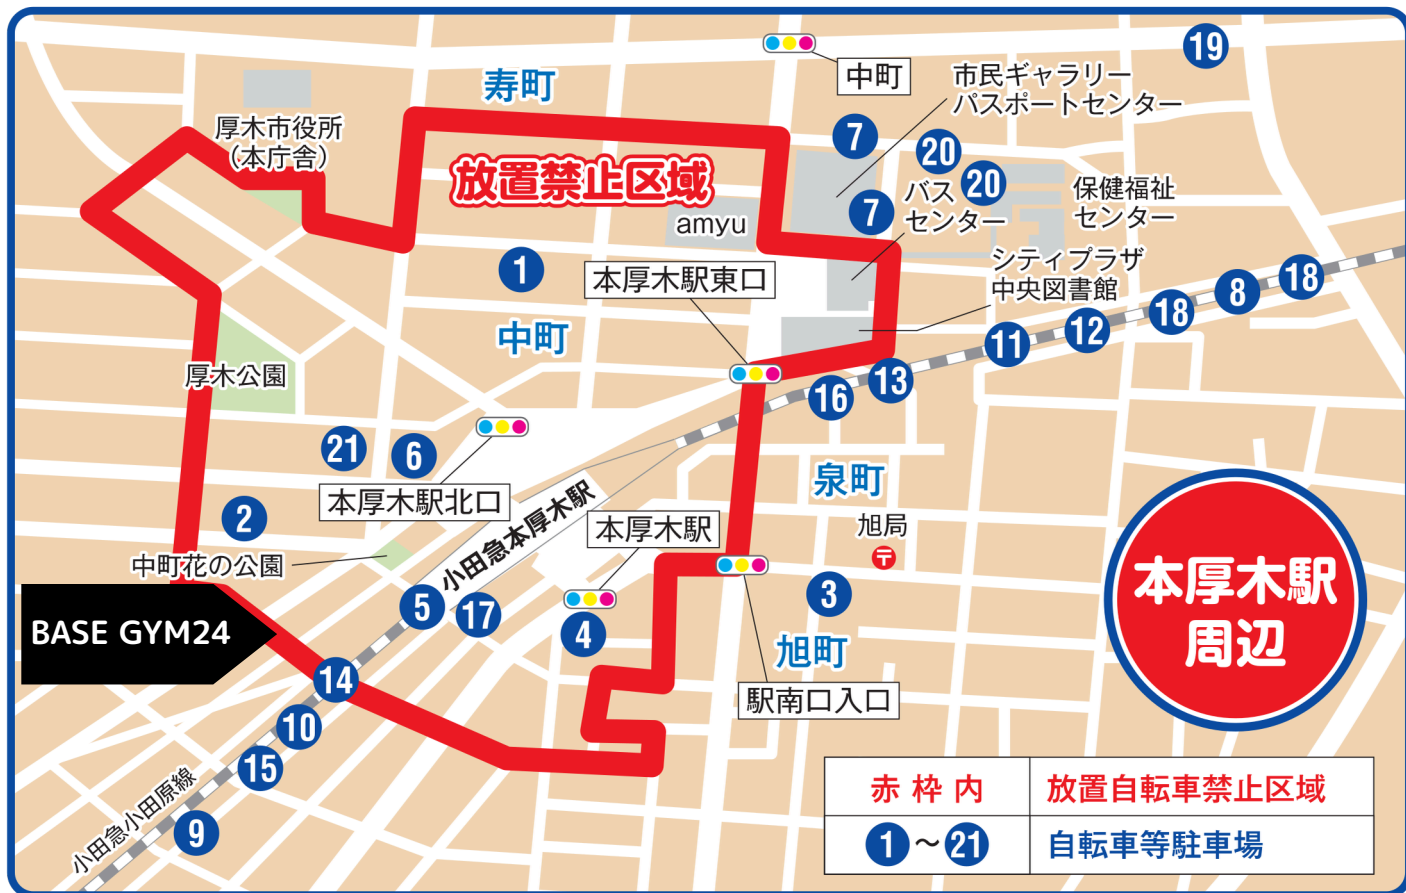 寿町
中町
市民ギャラリー
パスポートセンター
19
厚木市役所
(本庁舎)
7
20
放置禁止区域
20
バス
センター
保健福祉
センター
7
amyu
1
本厚木駅東口
シティプラザ
中央図書館
18
8
18
12
11
中町
厚木公園
13
16
21
6
本厚木駅北口
泉町
2
小田急本厚木駅
本厚木駅
旭局
〒
中町花の公園
本厚木駅
周辺
5
17
4
3
BASE GYM24
旭町
14
駅南口入口
10
15
小田急小田原線
9
赤枠内 放置自転車禁止区域
1～21 自転車等駐車場